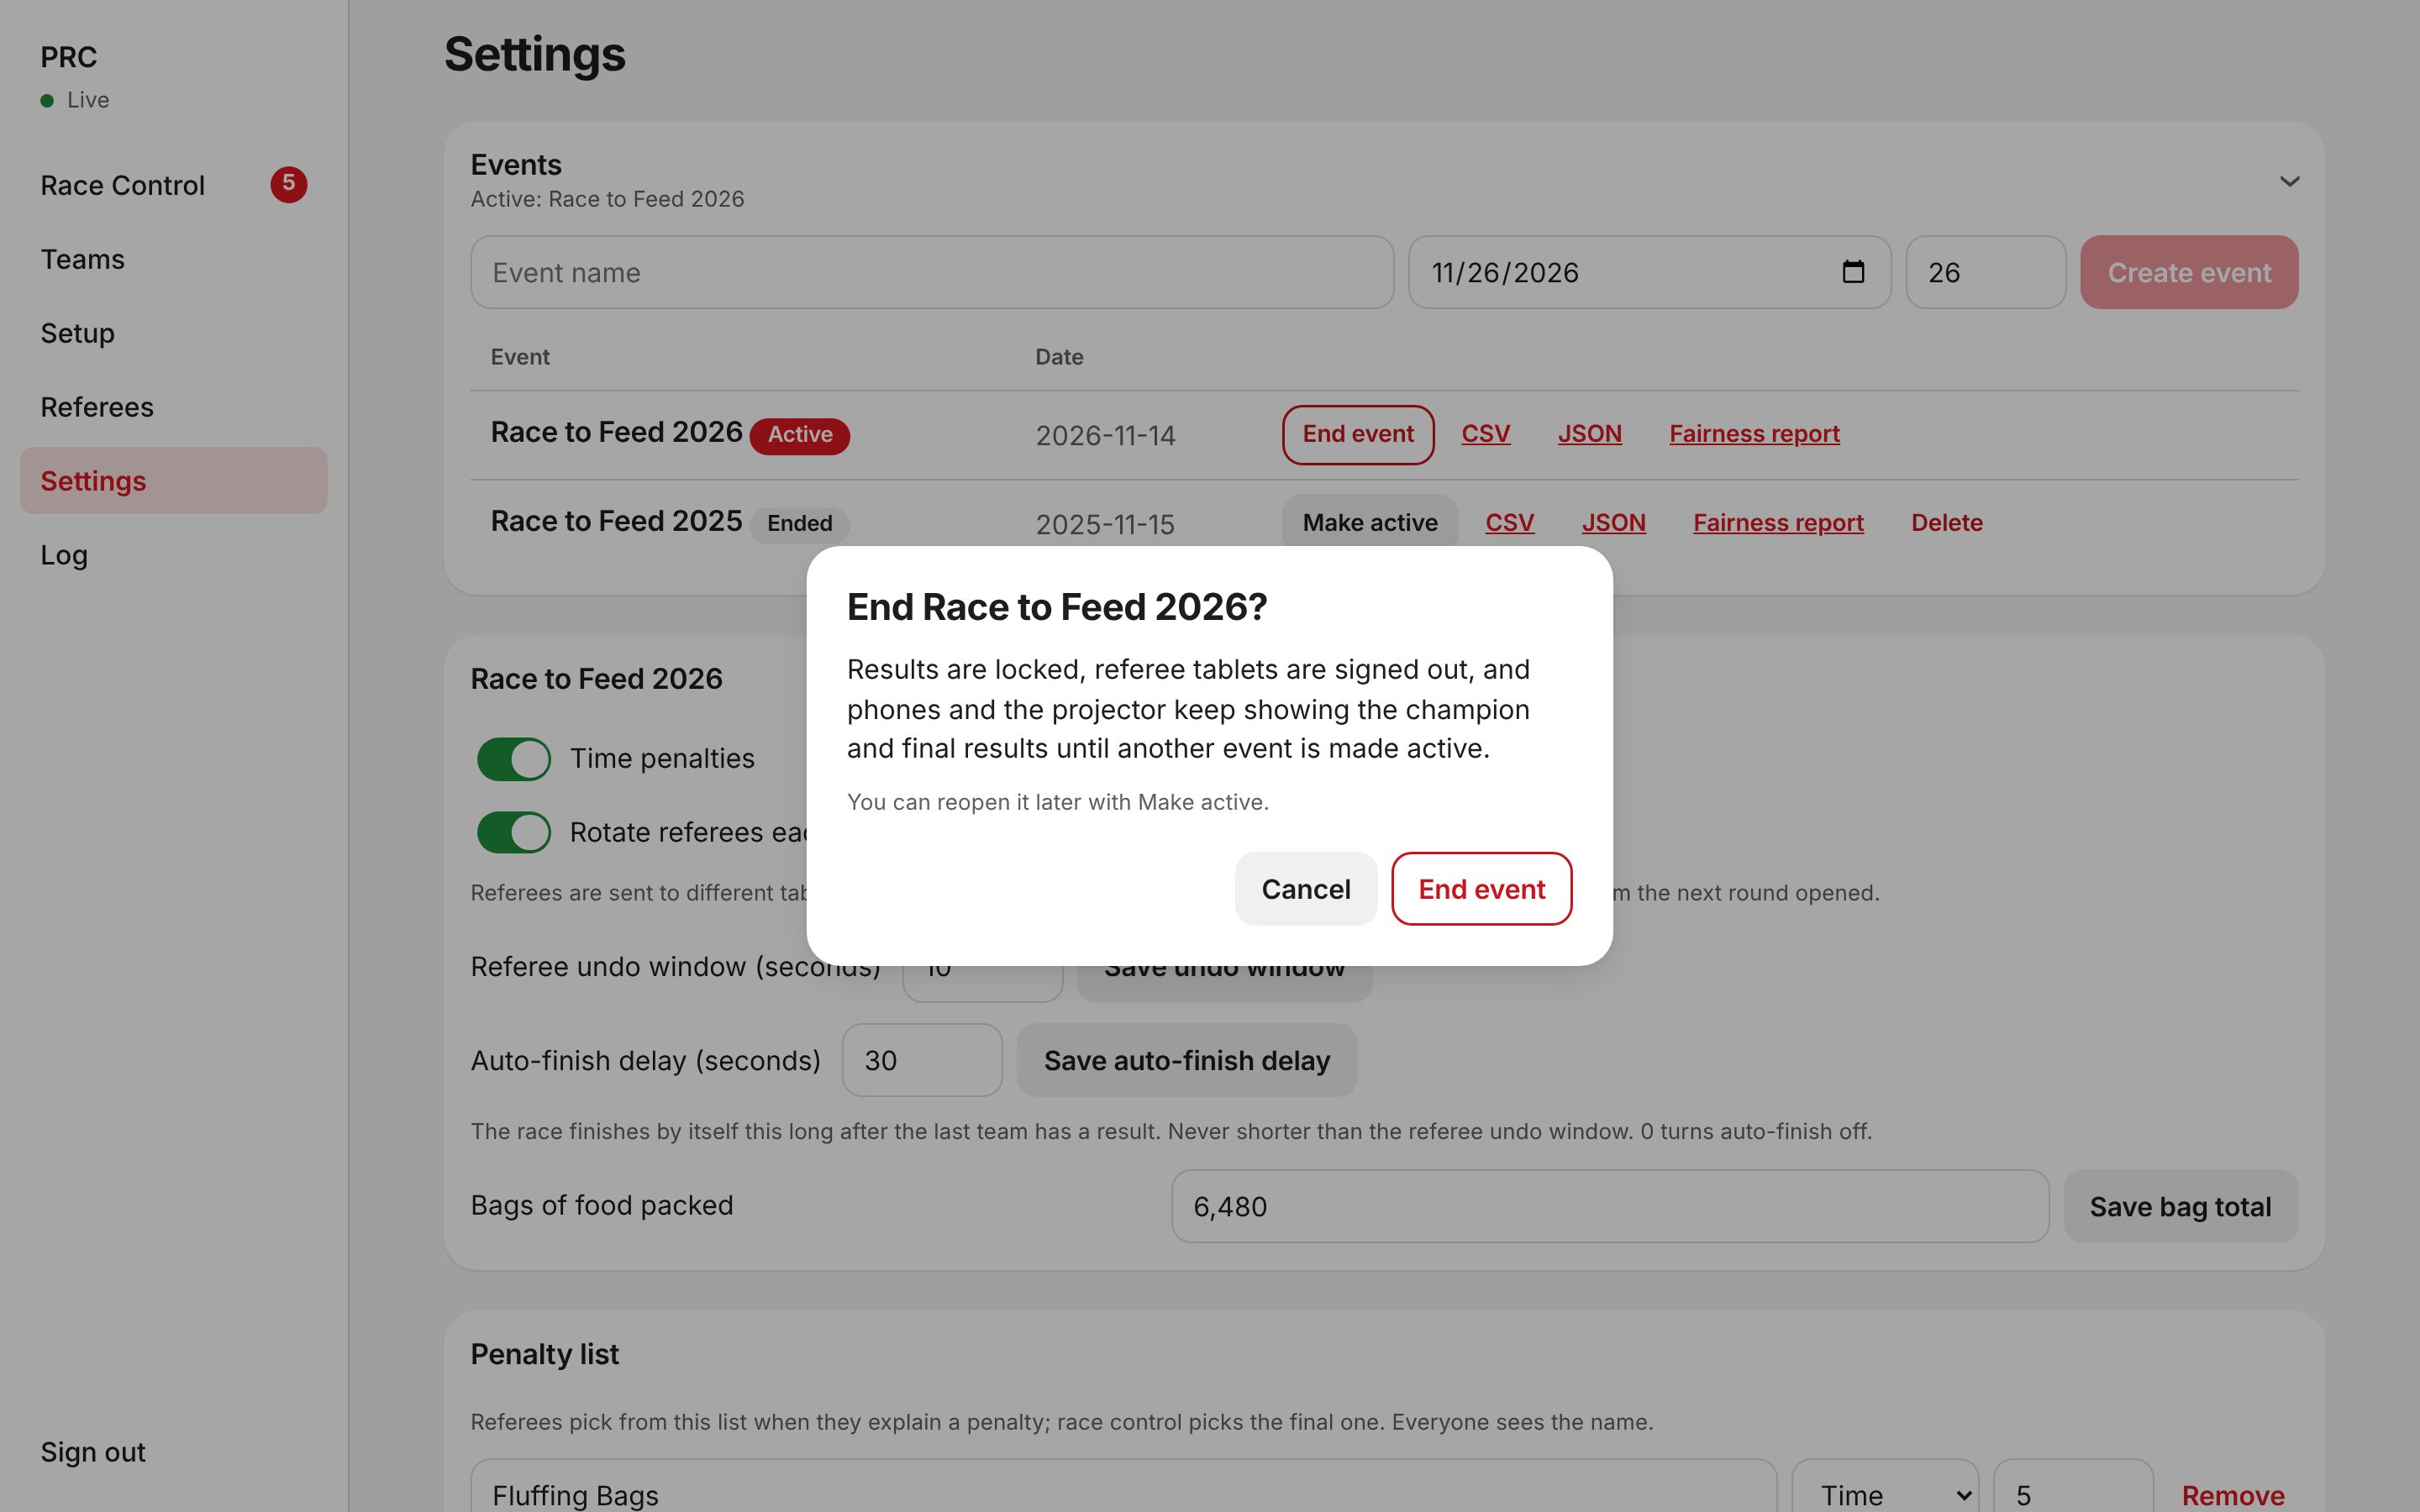 PRC
Live
Race Control 5
Teams
Setup
Referees
Settings
Log
Sign out
Settings
Events
Active: Race to Feed 2026
Event name 11/26/2026 26 Create event
Event Date
Race to Feed 2026 Active 2026-11-14 End event CSV JSON Fairness report
Race to Feed 2025 Ended 2025-11-15 Make active CSV JSON Fairness report Delete
End Race to Feed 2026?
Results are locked, referee tablets are signed out, and
phones and the projector keep showing the champion
and final results until another event is made active.
You can reopen it later with Make active.
Cancel End event
Race to Feed 2026
Time penalties
Rotate referees
Referees are sent to different the next round opened.
Referee undo window (seconds) 10 Save undo window
Auto-finish delay (seconds) 30 Save auto-finish delay
The race finishes by itself this long after the last team has a result. Never shorter than the referee undo window. 0 turns auto-finish off.
Bags of food packed 6,480 Save bag total
Penalty list
Referees pick from this list when they explain a penalty; race control picks the final one. Everyone sees the name.
Fluffing Bags Time 5 Remove